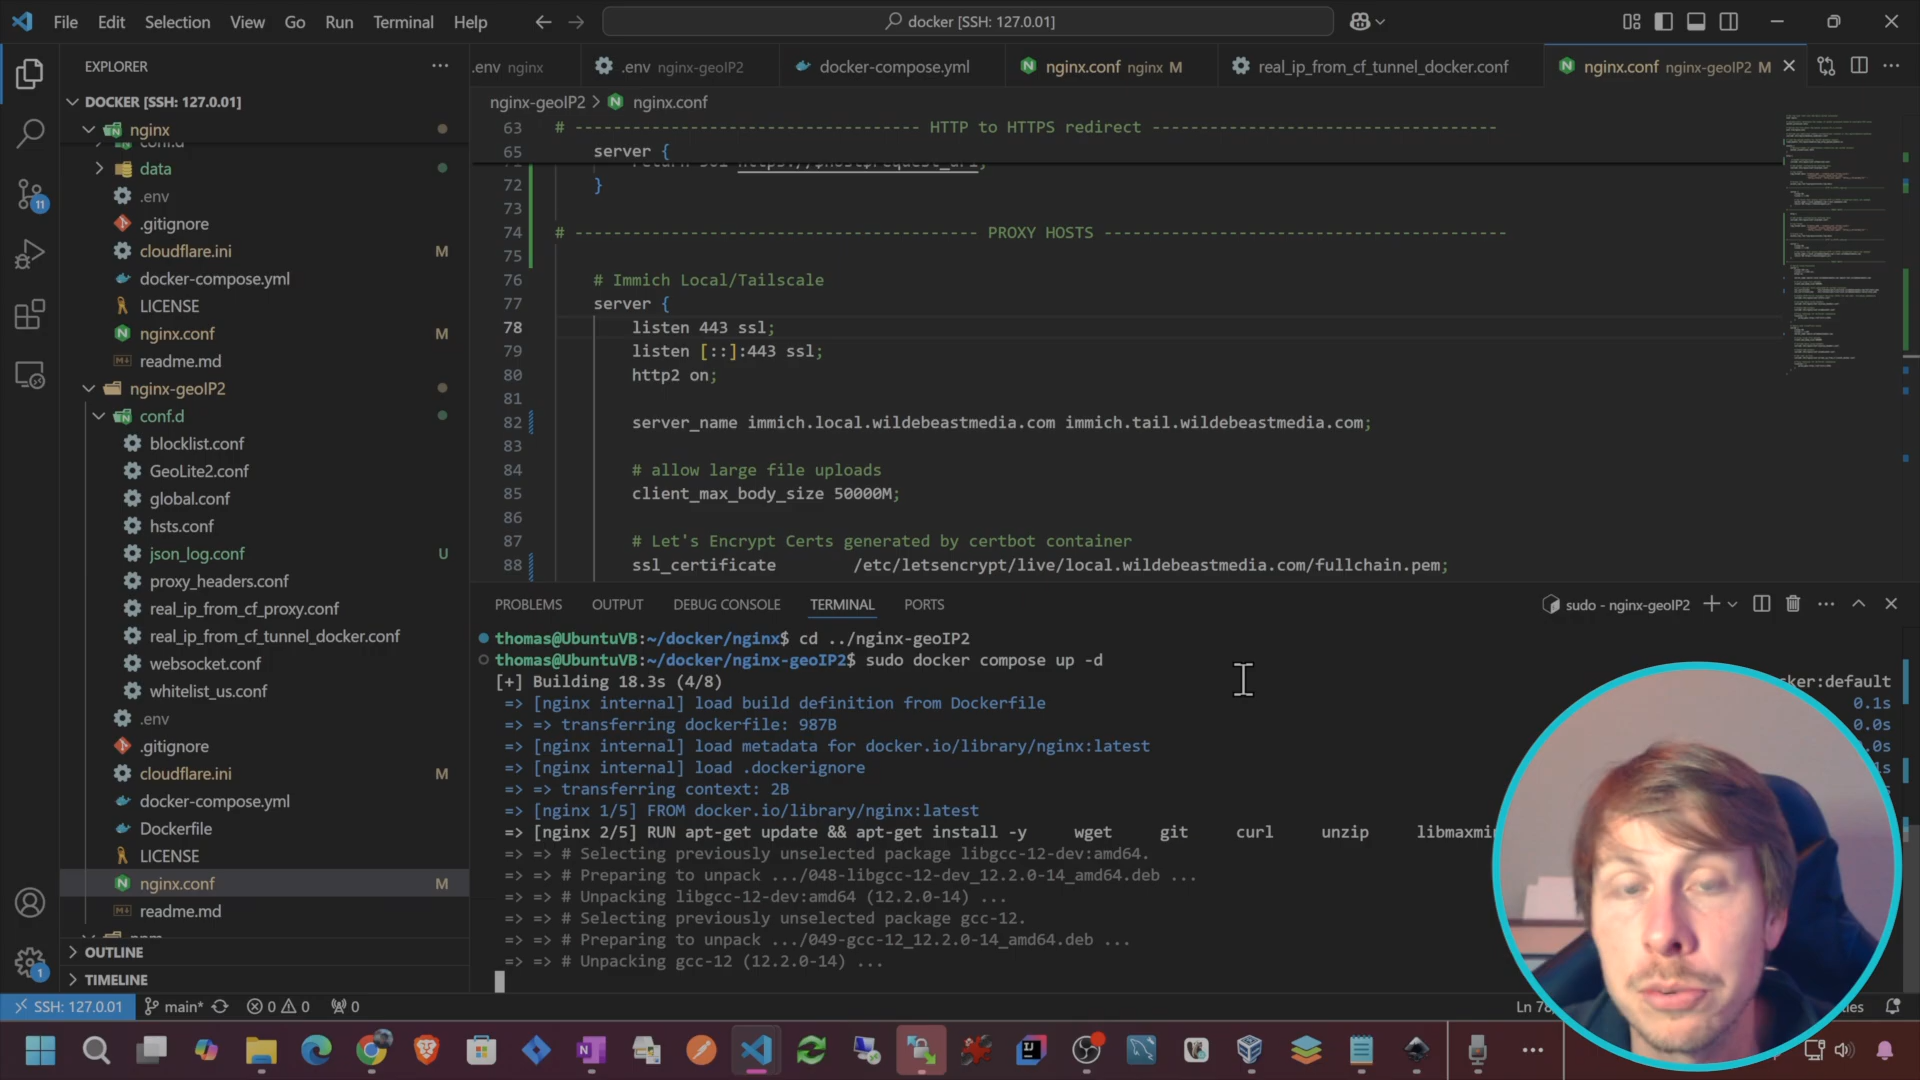 File Edit Selection View Go Run Terminal Help
docker [SSH: 127.0.01]
EXPLORER
DOCKER [SSH: 127.0.01]
nginx
conf.d
data
.env
.gitignore
cloudflare.ini M
docker-compose.yml
LICENSE
nginx.conf M
readme.md
nginx-geoIP2
conf.d
blocklist.conf
GeoLite2.conf
global.conf
hsts.conf
json_log.conf U
proxy_headers.conf
real_ip_from_cf_proxy.conf
real_ip_from_cf_tunnel_docker.conf
websocket.conf
whitelist_us.conf
.env
.gitignore
cloudflare.ini M
docker-compose.yml
Dockerfile
LICENSE
nginx.conf M
readme.md
OUTLINE
TIMELINE
.env nginx
.env nginx-geoIP2
docker-compose.yml
nginx.conf nginx M
real_ip_from_cf_tunnel_docker.conf
nginx.conf nginx-geoIP2 M
nginx-geoIP2 > nginx.conf
63 # ------------------------------------ HTTP to HTTPS redirect ------------------------------------
65 server {
return 301 https://$host$request_uri;
72 }
73
74 # ------------------------------------------ PROXY HOSTS ------------------------------------------
75
76 # Immich Local/Tailscale
77 server {
78 listen 443 ssl;
79 listen [::]:443 ssl;
80 http2 on;
81
82 server_name immich.local.wildebeastmedia.com immich.tail.wildebeastmedia.com;
83
84 # allow large file uploads
85 client_max_body_size 50000M;
86
87 # Let's Encrypt Certs generated by certbot container
88 ssl_certificate /etc/letsencrypt/live/local.wildebeastmedia.com/fullchain.pem;
PROBLEMS OUTPUT DEBUG CONSOLE TERMINAL PORTS
sudo - nginx-geoIP2
thomas@UbuntuVB:~/docker/nginx$ cd ../nginx-geoIP2
thomas@UbuntuVB:~/docker/nginx-geoIP2$ sudo docker compose up -d
[+] Building 18.3s (4/8) cker:default
=> [nginx internal] load build definition from Dockerfile 0.1s
=> => transferring dockerfile: 987B 0.0s
=> [nginx internal] load metadata for docker.io/library/nginx:latest .0s
=> [nginx internal] load .dockerignore 1s
=> => transferring context: 2B
=> [nginx 1/5] FROM docker.io/library/nginx:latest
=> [nginx 2/5] RUN apt-get update && apt-get install -y wget git curl unzip libmaxmin
=> => # Selecting previously unselected package libgcc-12-dev:amd64.
=> => # Preparing to unpack .../048-libgcc-12-dev_12.2.0-14_amd64.deb ...
=> => # Unpacking libgcc-12-dev:amd64 (12.2.0-14) ...
=> => # Selecting previously unselected package gcc-12.
=> => # Preparing to unpack .../049-gcc-12_12.2.0-14_amd64.deb ...
=> => # Unpacking gcc-12 (12.2.0-14) ...
SSH: 127.0.01 main* 0 0 0
Ln 78
11
1